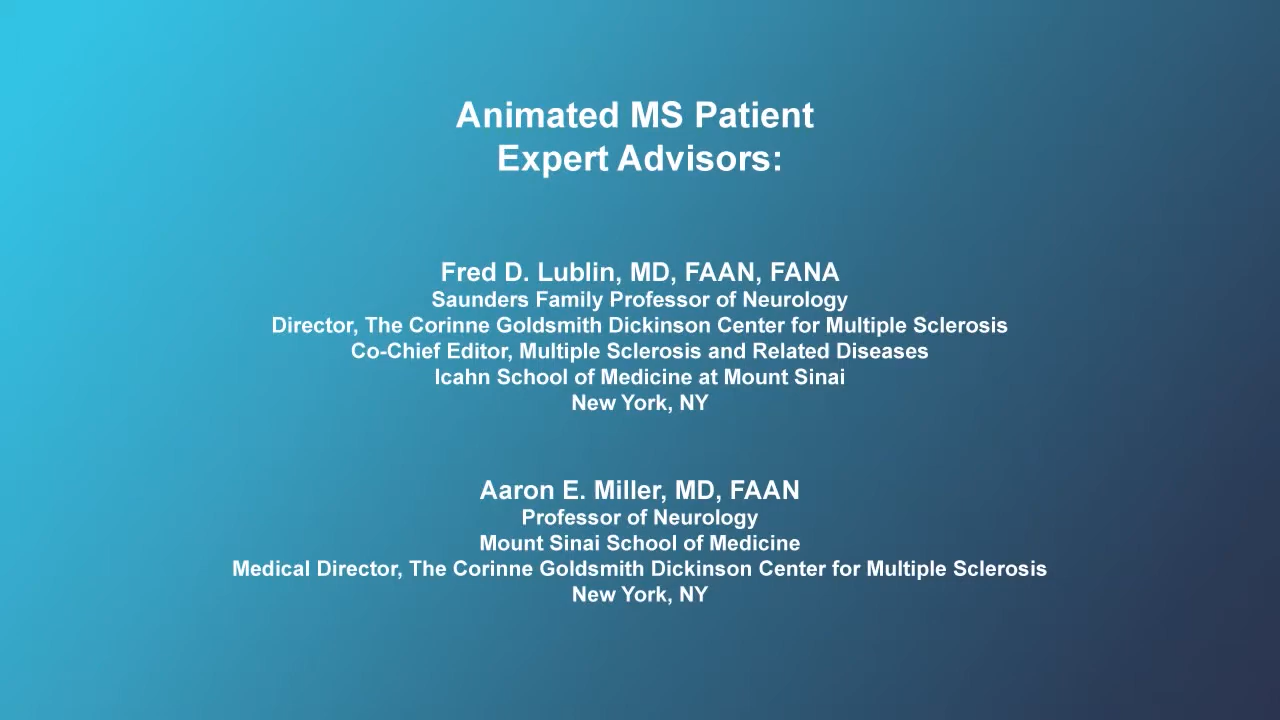 Animated MS Patient
Expert Advisors:
Fred D. Lublin, MD, FAAN, FANA
Saunders Family Professor of Neurology
Director, The Corinne Goldsmith Dickinson Center for Multiple Sclerosis
Co-Chief Editor, Multiple Sclerosis and Related Diseases
Icahn School of Medicine at Mount Sinai
New York, NY
Aaron E. Miller, MD, FAAN
Professor of Neurology
Mount Sinai School of Medicine
Medical Director, The Corinne Goldsmith Dickinson Center for Multiple Sclerosis
New York, NY